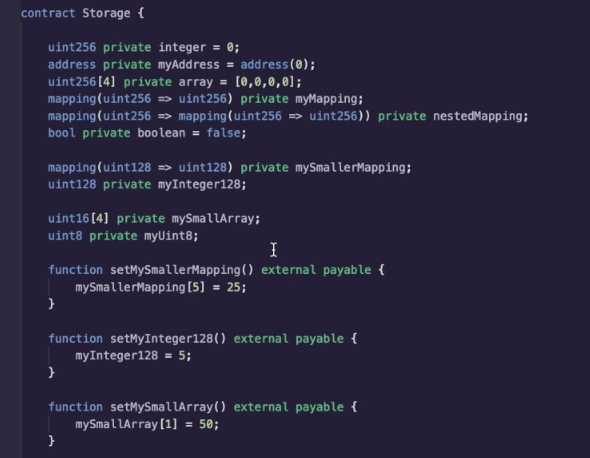 contract Storage {
uint256 private integer = 0;
address private myAddress = address(0);
uint256[4] private array = [0,0,0,0];
mapping(uint256 => uint256) private myMapping;
mapping(uint256 => mapping(uint256 => uint256)) private nestedMapping;
bool private boolean = false;
mapping(uint128 => uint128) private mySmallerMapping;
uint128 private myInteger128;
uint16[4] private mySmallArray;
uint8 private myUint8;
function setMySmallerMapping() external payable {
mySmallerMapping[5] = 25;
}
function setMyInteger128() external payable {
myInteger128 = 5;
}
function setMySmallArray() external payable {
mySmallArray[1] = 50;
}